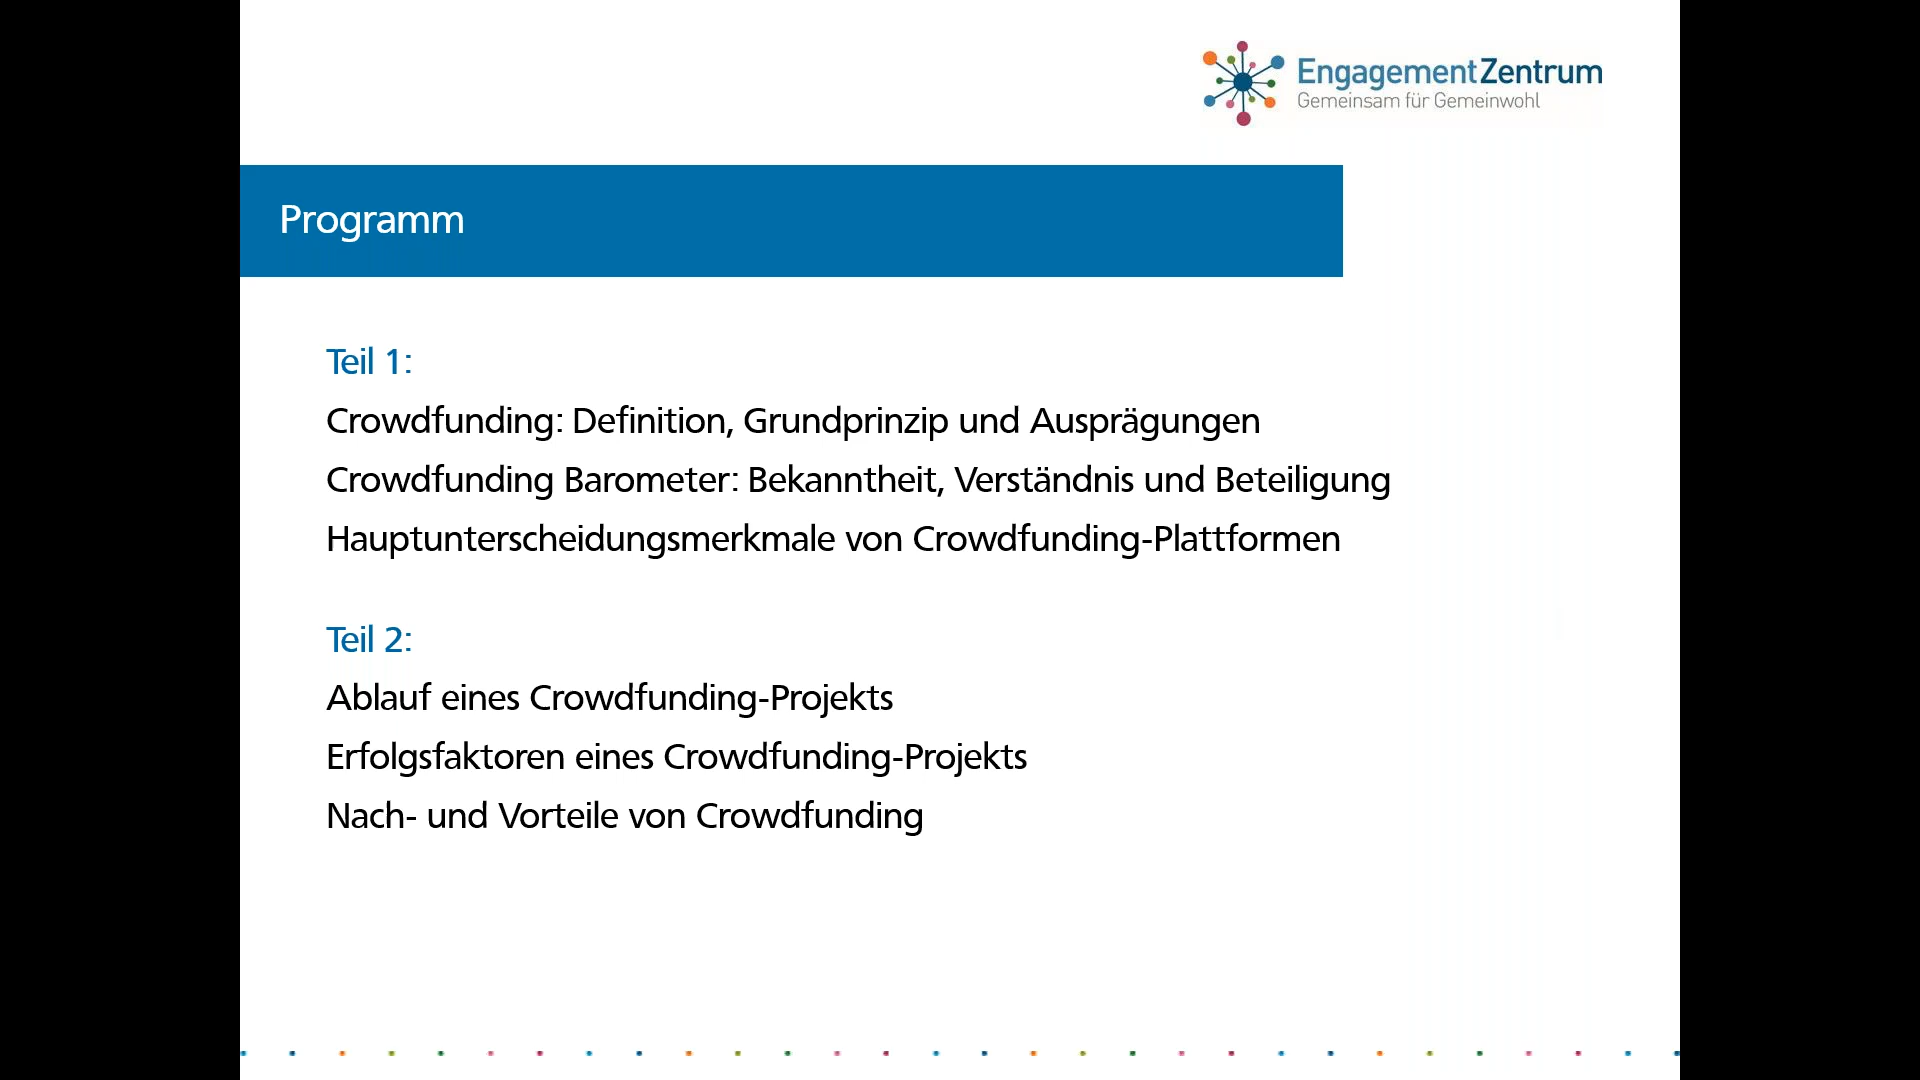 EngagementZentrum
Gemeinsam für Gemeinwohl
Programm
Teil 1:
Crowdfunding: Definition, Grundprinzip und Ausprägungen
Crowdfunding Barometer: Bekanntheit, Verständnis und Beteiligung
Hauptunterscheidungsmerkmale von Crowdfunding-Plattformen
Teil 2:
Ablauf eines Crowdfunding-Projekts
Erfolgsfaktoren eines Crowdfunding-Projekts
Nach- und Vorteile von Crowdfunding